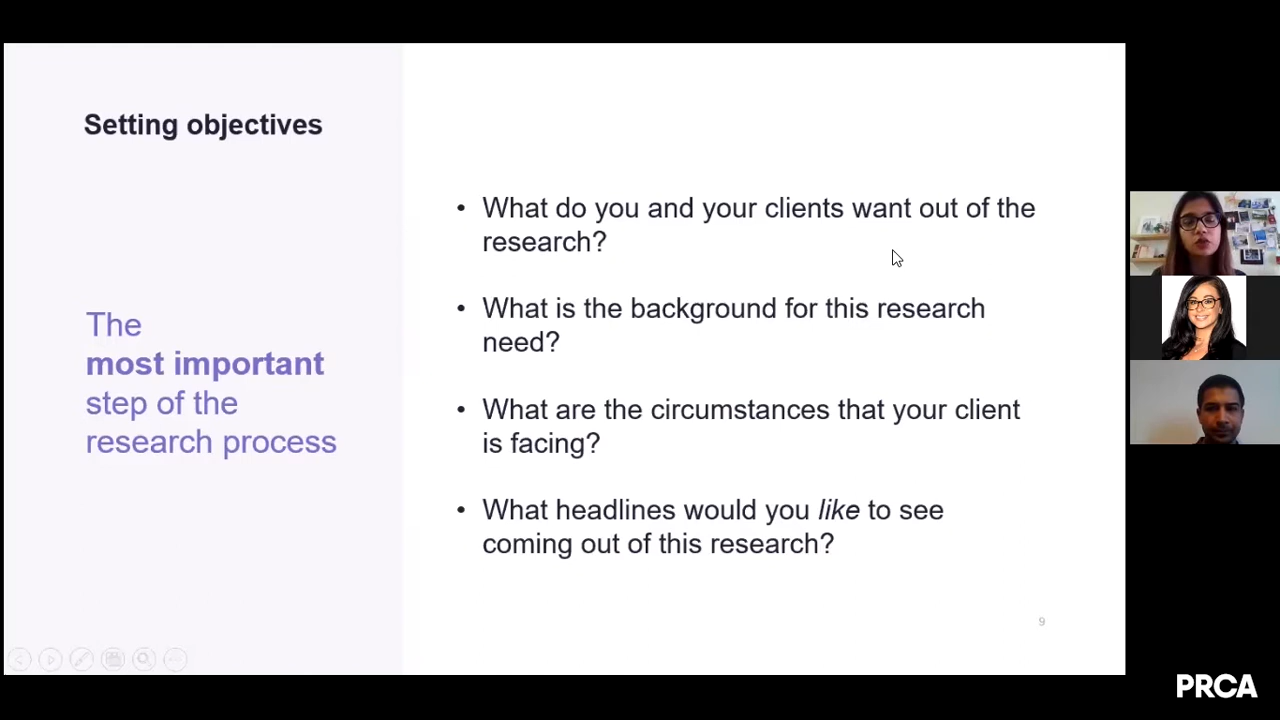 Setting objectives
The
most important
step of the
research process
• What do you and your clients want out of the
research?
• What is the background for this research
need?
• What are the circumstances that your client
is facing?
• What headlines would you like to see
coming out of this research?
9
PRCA